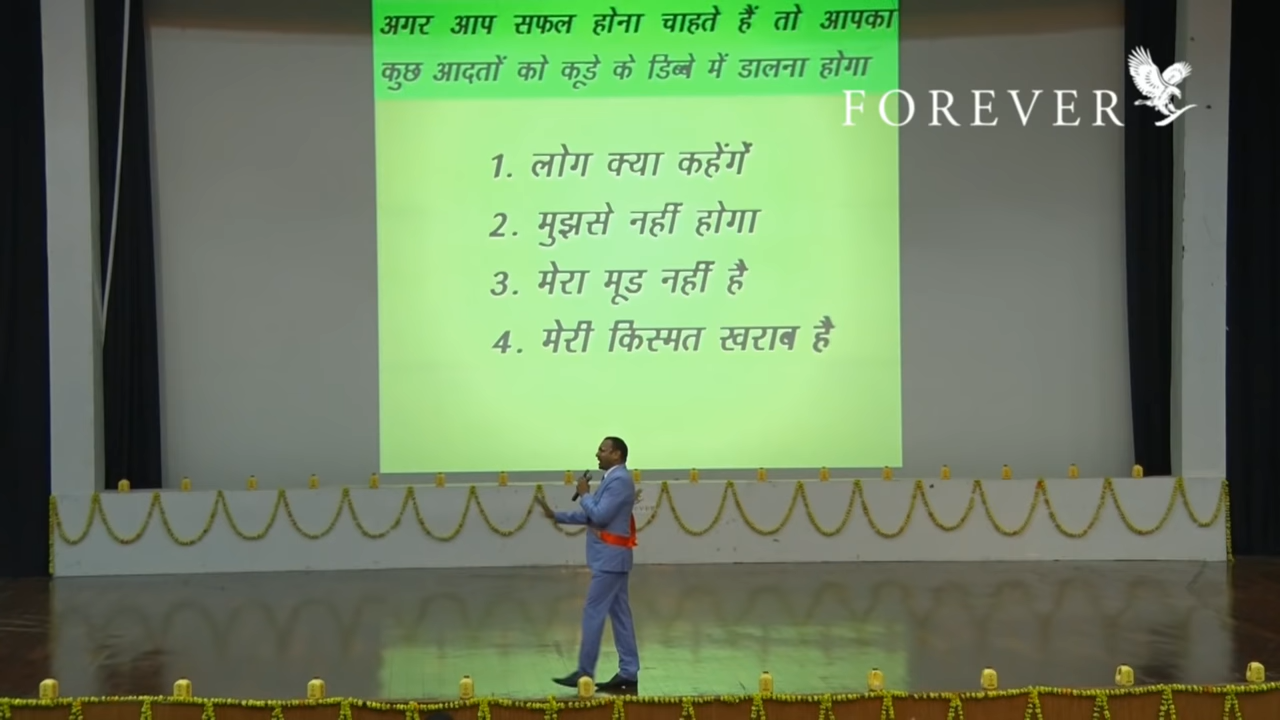 अगर आप सफल होना चाहते हैं तो आपका
कुछ आदतों को कूड़े के डिब्बे में डालना होगा
FOREVER
1. लोग क्या कहेंगें
2. मुझसे नहीं होगा
3. मेरा मूड नहीं है
4. मेरी किस्मत खराब है